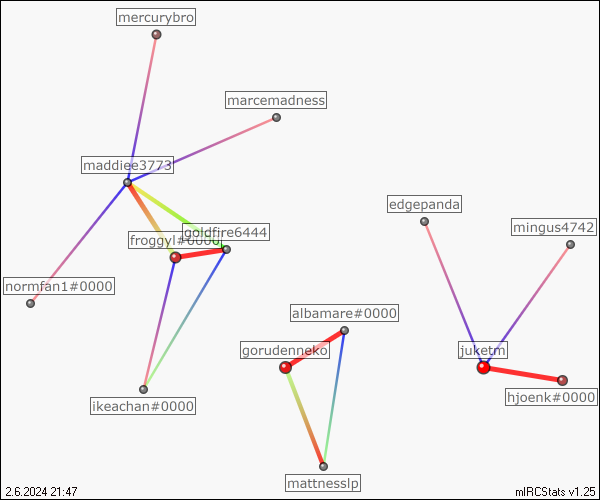 mercurybro
marcemadness
maddiee3773
edgepanda
mingus4742
goldfire6444
froggyl#0000
normfan1#0000
albamare#0000
gorudenneko
juketm
hjoenk#0000
ikeachan#0000
mattnesslp
2.6.2024 21:47
mIRCStats v1.25